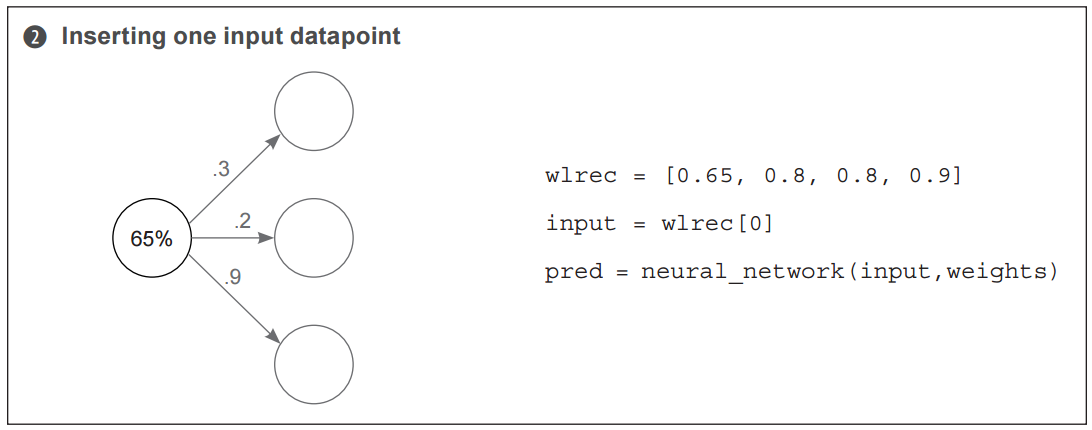 ❷ Inserting one input datapoint
.3
.2
65%
.9
wlrec = [0.65, 0.8, 0.8, 0.9]
input = wlrec[0]
pred = neural_network(input,weights)